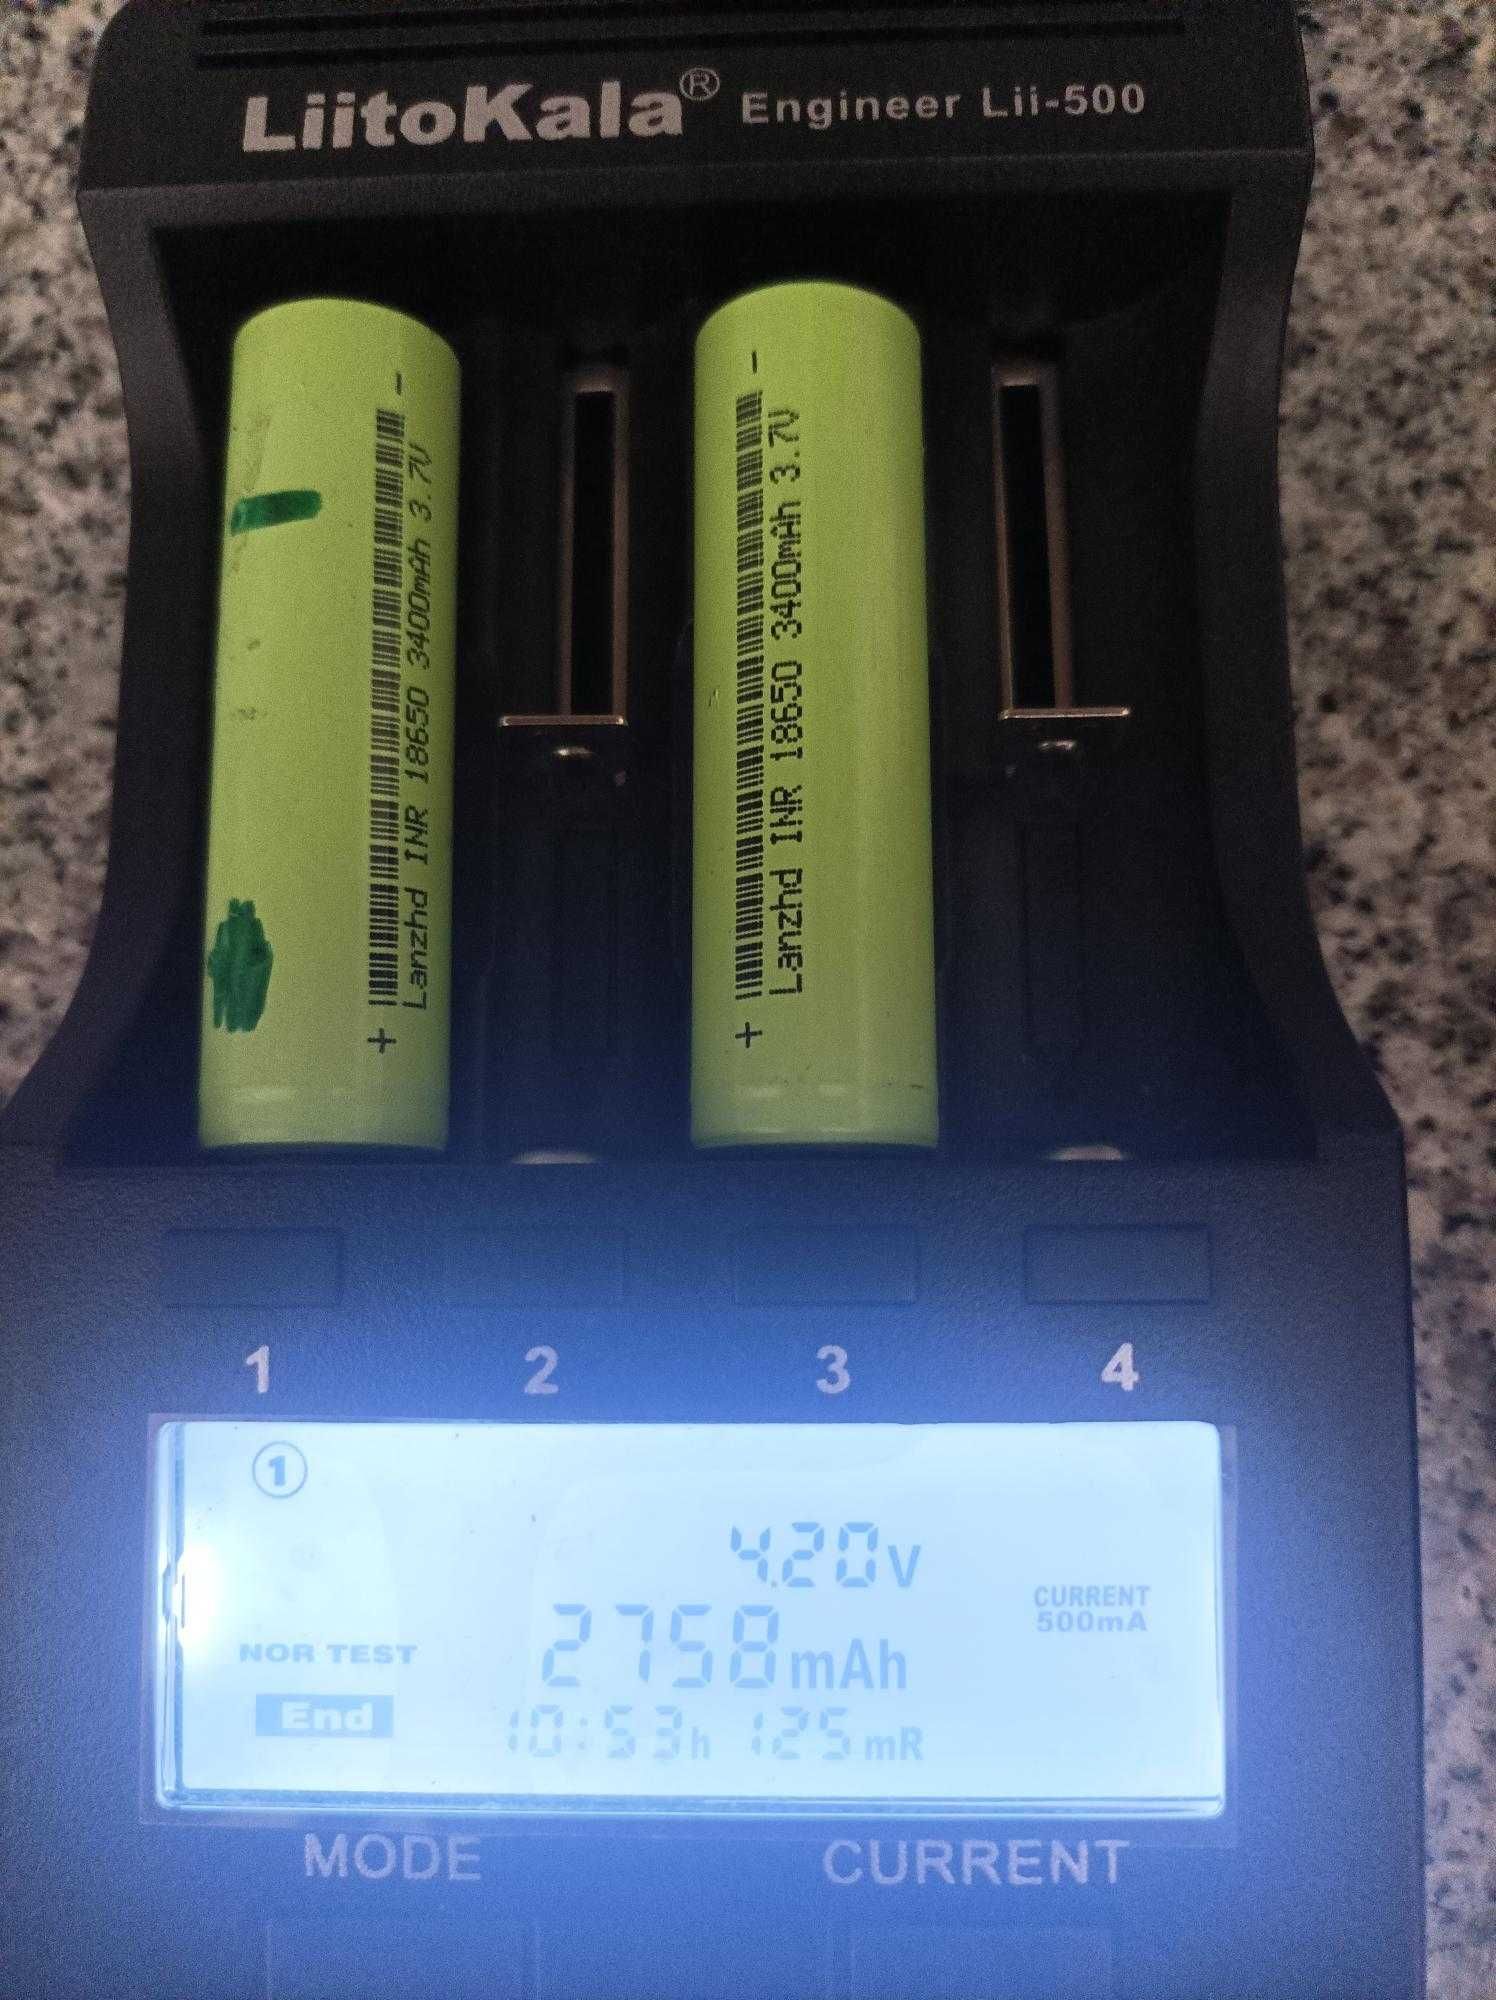 LiitoKala® Engineer Lii-500
- +
Lanzhd INR 18650 3400mAh 3.7V
- +
Lanzhd INR 18650 3400mAh 3.7V
1 2 3 4
①
4.20V
CURRENT
500mA
NOR TEST
2758mAh
End
10:53h 125mR
MODE CURRENT